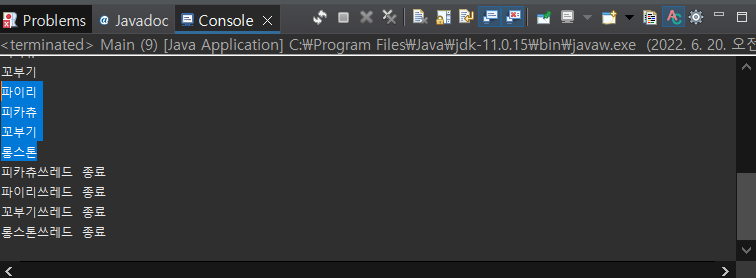 Problems @ Javadoc Console
<terminated> Main (9) [Java Application] C:₩Program Files₩Java₩jdk-11.0.15₩bin₩javaw.exe (2022. 6. 20. 오전
꼬부기
파이리
피카츄
꼬부기
롱스톤
피카츄쓰레드 종료
파이리쓰레드 종료
꼬부기쓰레드 종료
롱스톤쓰레드 종료